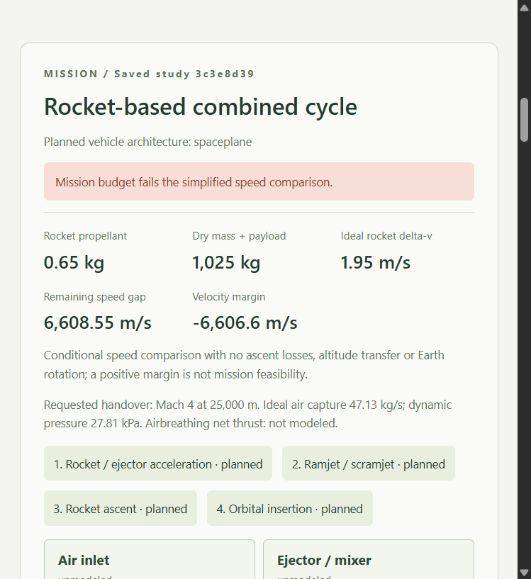 MISSION / Saved study 3c3e8d39
Rocket-based combined cycle
Planned vehicle architecture: spaceplane
Mission budget fails the simplified speed comparison.
Rocket propellant
Dry mass + payload
Ideal rocket delta-v
0.65 kg
1,025 kg
1.95 m/s
Remaining speed gap
Velocity margin
6,608.55 m/s
-6,606.6 m/s
Conditional speed comparison with no ascent losses, altitude transfer or Earth
rotation; a positive margin is not mission feasibility.
Requested handover: Mach 4 at 25,000 m. Ideal air capture 47.13 kg/s; dynamic
pressure 27.81 kPa. Airbreathing net thrust: not modeled.
1. Rocket / ejector acceleration · planned
2. Ramjet / scramjet · planned
3. Rocket ascent · planned
4. Orbital insertion · planned
Air inlet
Ejector / mixer